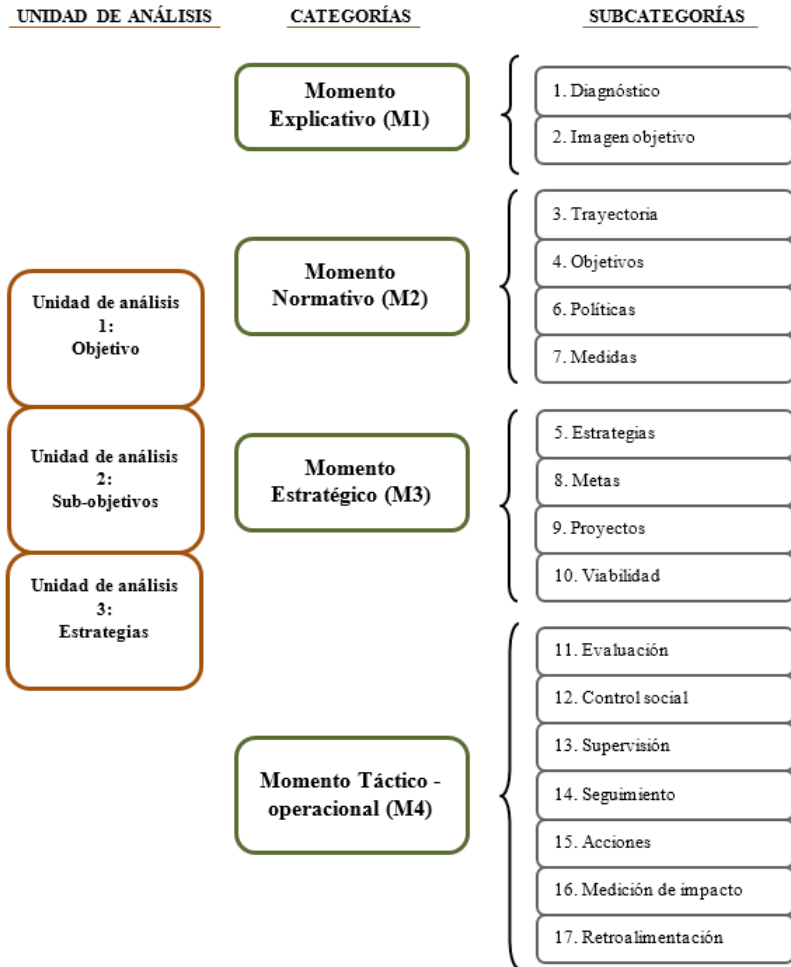 UNIDAD DE ANÁLISIS
CATEGORÍAS
SUBCATEGORÍAS
Unidad de análisis
1:
Objetivo
Unidad de análisis
2:
Sub-objetivos
Unidad de análisis
3:
Estrategias
Momento
Explicativo (M1)
1. Diagnóstico
2. Imagen objetivo
Momento
Normativo (M2)
3. Trayectoria
4. Objetivos
6. Políticas
7. Medidas
Momento
Estratégico (M3)
5. Estrategias
8. Metas
9. Proyectos
10. Viabilidad
Momento Táctico -
operacional (M4)
11. Evaluación
12. Control social
13. Supervisión
14. Seguimiento
15. Acciones
16. Medición de impacto
17. Retroalimentación